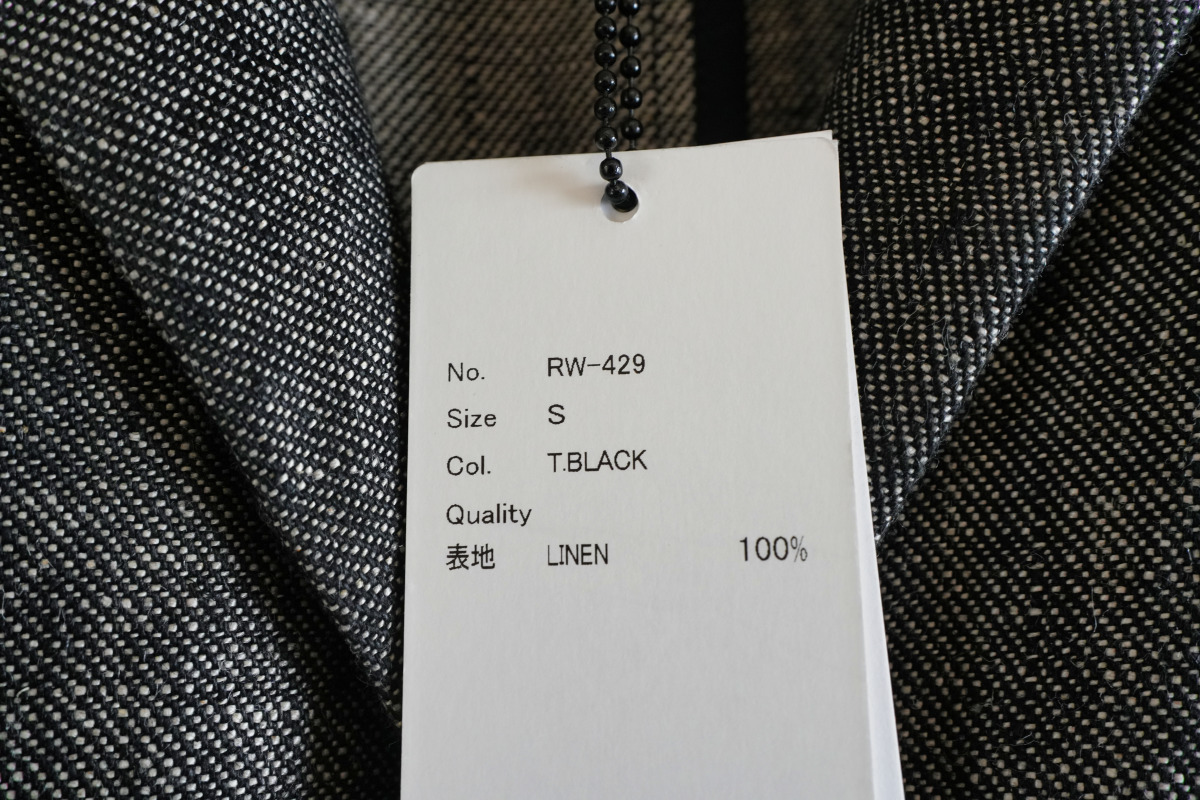 No. RW-429
Size S
Col. T.BLACK
Quality
表地 LINEN 100%